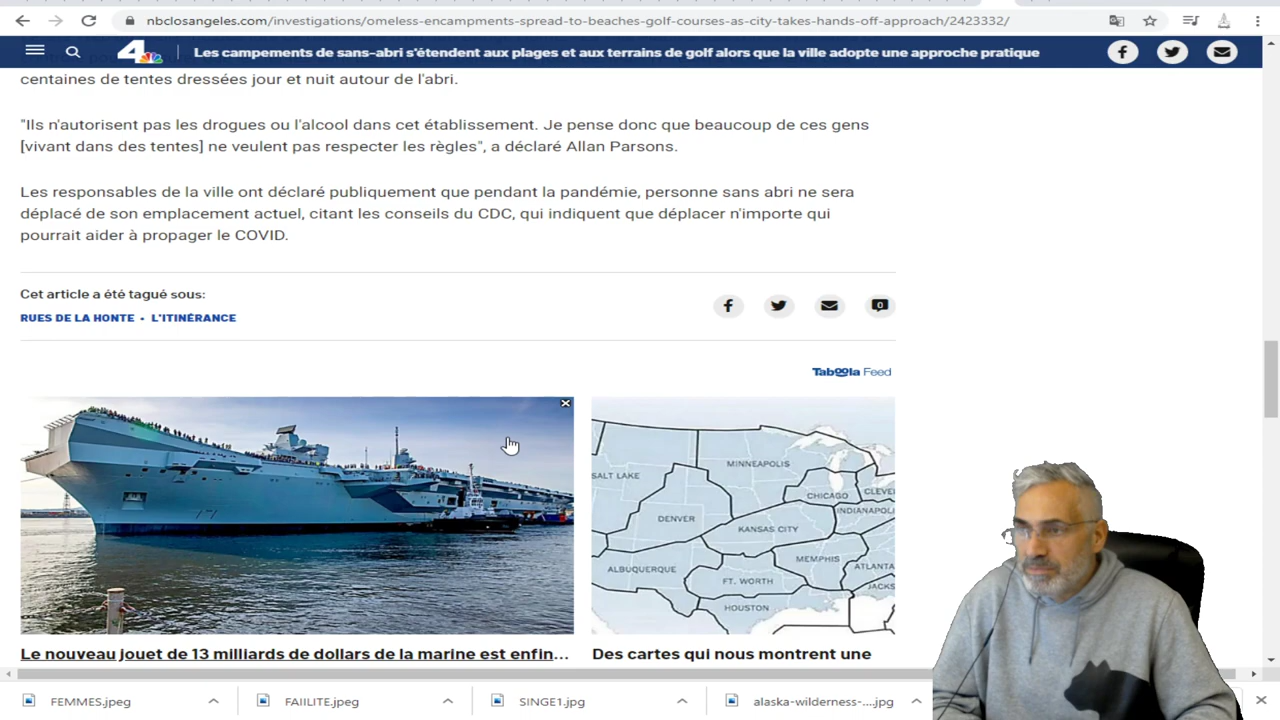 nbclosangeles.com/investigations/omeless-encampments-spread-to-beaches-golf-courses-as-city-takes-hands-off-approach/2423332/
4 Les campements de sans-abri s'étendent aux plages et aux terrains de golf alors que la ville adopte une approche pratique
centaines de tentes dressées jour et nuit autour de l'abri.
"Ils n'autorisent pas les drogues ou l'alcool dans cet établissement. Je pense donc que beaucoup de ces gens
[vivant dans des tentes] ne veulent pas respecter les règles", a déclaré Allan Parsons.
Les responsables de la ville ont déclaré publiquement que pendant la pandémie, personne sans abri ne sera
déplacé de son emplacement actuel, citant les conseils du CDC, qui indiquent que déplacer n'importe qui
pourrait aider à propager le COVID.
Cet article a été tagué sous:
RUES DE LA HONTE • L'ITINÉRANCE
0
Taboola Feed
SALT LAKE
MINNEAPOLIS
CHICAGO
CLEVE
INDIANAPOL
DENVER
KANSAS CITY
MEMPHIS
ATLANTA
ALBUQUERQUE
FT. WORTH
JACKS
HOUSTON
Le nouveau jouet de 13 milliards de dollars de la marine est enfin...
Des cartes qui nous montrent une
FEMMES.jpeg
FAIILITE.jpeg
SINGE1.jpg
alaska-wilderness-....jpg